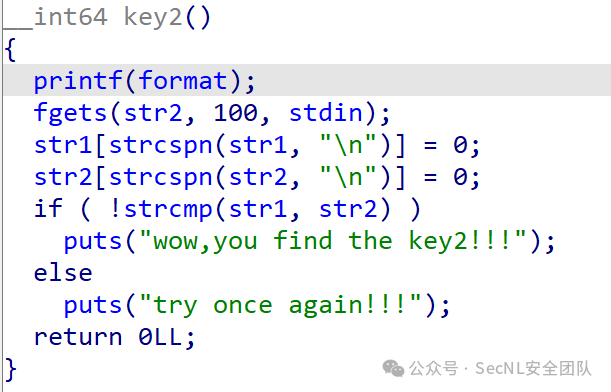 __int64 key2()
{
  printf(format);
  fgets(str2, 100, stdin);
  str1[strcspn(str1, "\n")] = 0;
  str2[strcspn(str2, "\n")] = 0;
  if ( !strcmp(str1, str2) )
    puts("wow,you find the key2!!!");
  else
    puts("try once again!!!");
  return 0LL;
}
公众号 · SecNL安全团队